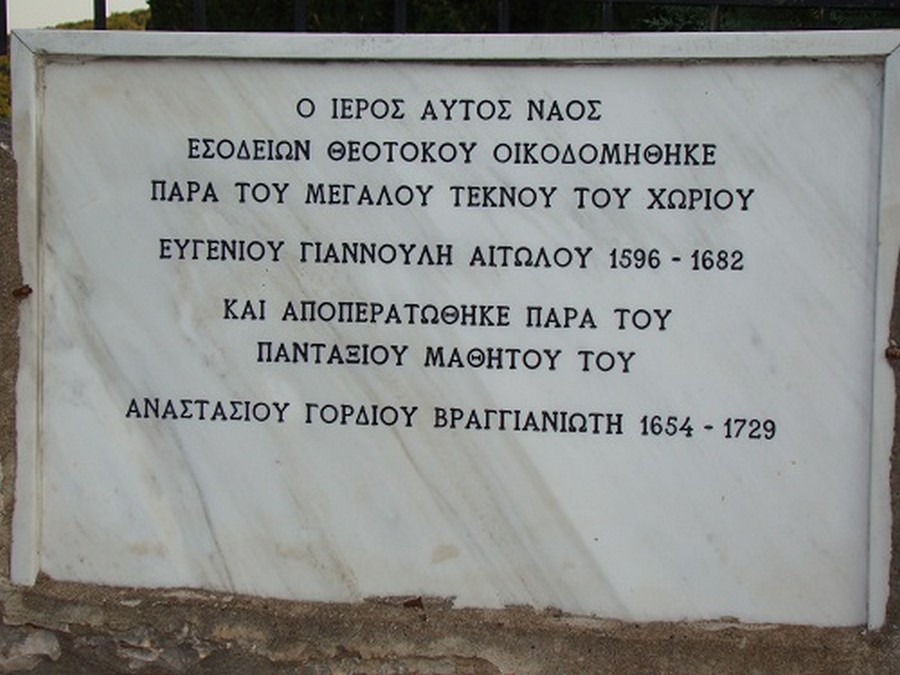 Ο ΙΕΡΟΣ ΑΥΤΟΣ ΝΑΟΣ
ΕΣΟΔΕΙΩΝ ΘΕΟΤΟΚΟΥ ΟΙΚΟΔΟΜΗΘΗΚΕ
ΠΑΡΑ ΤΟΥ ΜΕΓΑΛΟΥ ΤΕΚΝΟΥ ΤΟΥ ΧΩΡΙΟΥ
ΕΥΓΕΝΙΟΥ ΓΙΑΝΝΟΥΛΗ ΑΙΤΩΛΟΥ 1596 - 1682
ΚΑΙ ΑΠΟΠΕΡΑΤΩΘΗΚΕ ΠΑΡΑ ΤΟΥ
ΠΑΝΤΑΞΙΟΥ ΜΑΘΗΤΟΥ ΤΟΥ
ΑΝΑΣΤΑΣΙΟΥ ΓΟΡΔΙΟΥ ΒΡΑΓΓΙΑΝΙΩΤΗ 1654 - 1729